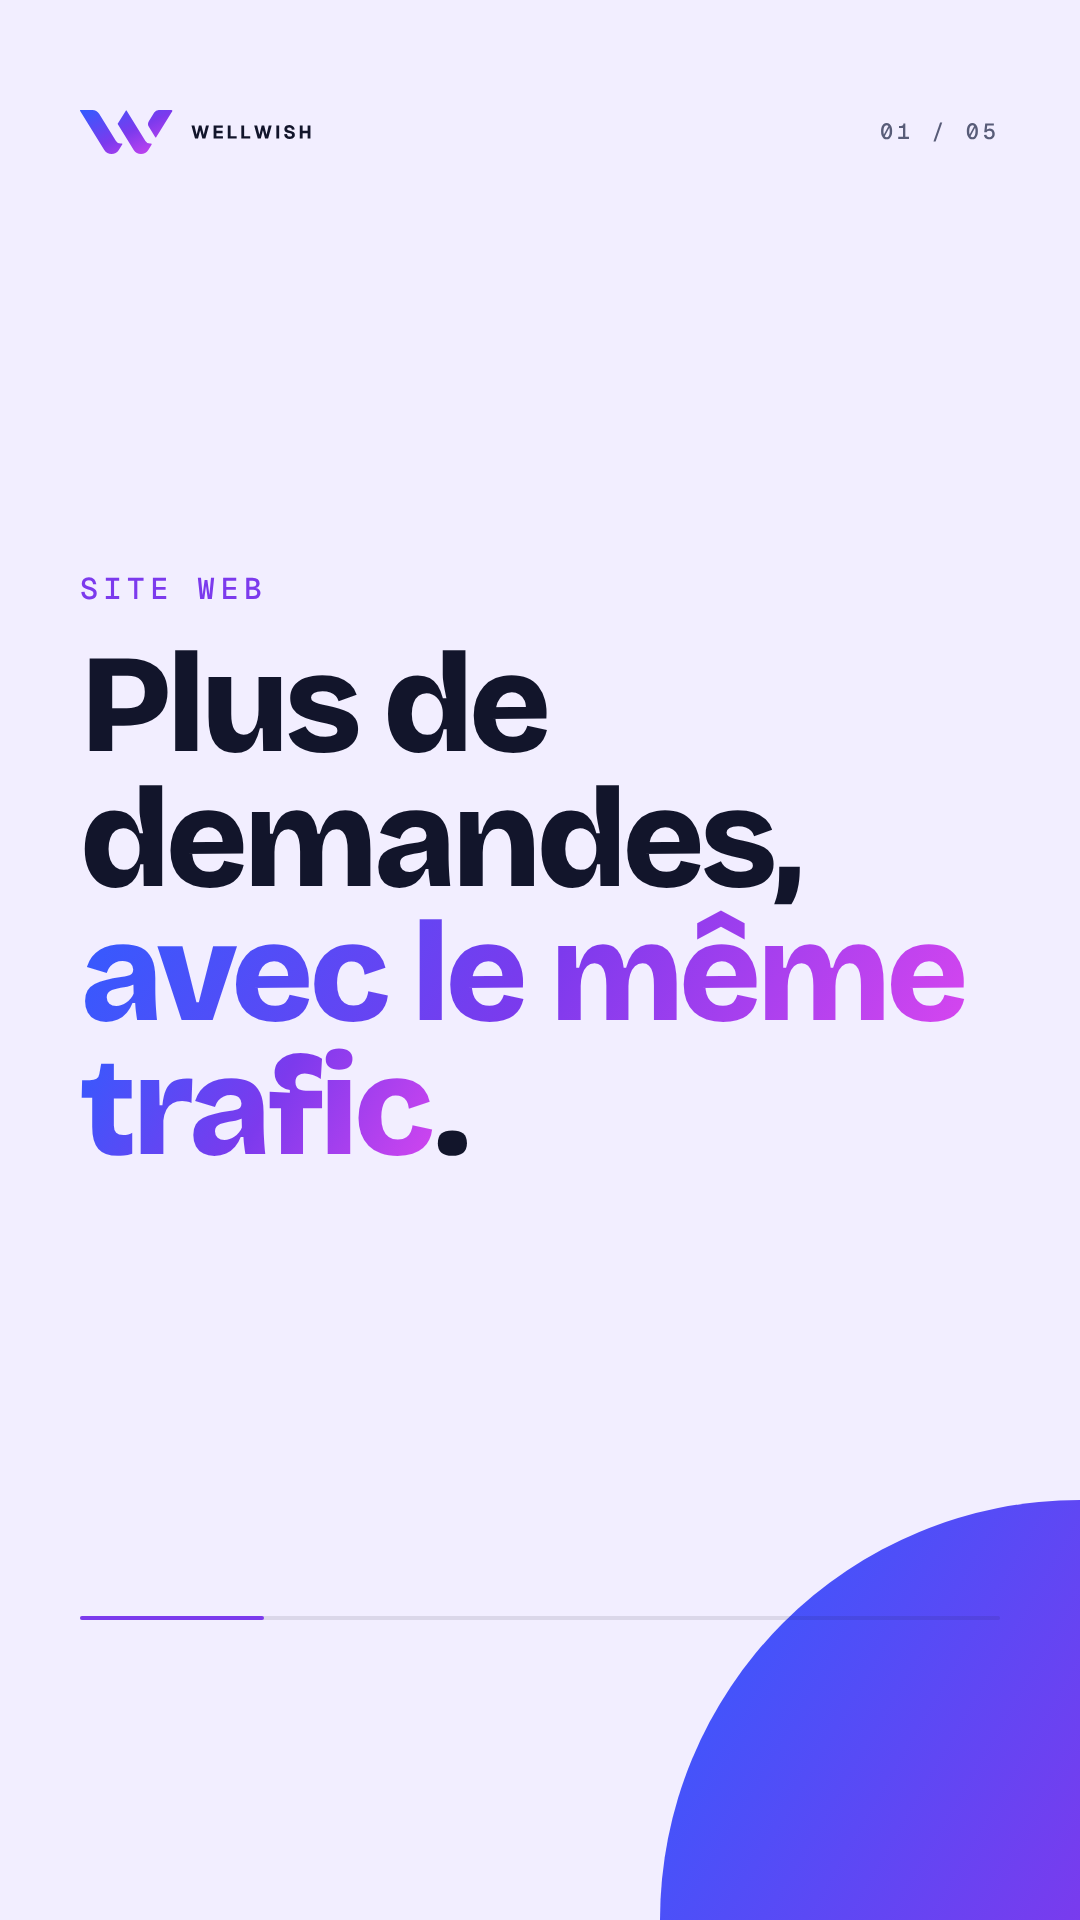 WELLWISH
01 / 05
SITE WEB
Plus de
demandes,
avec le même
trafic.